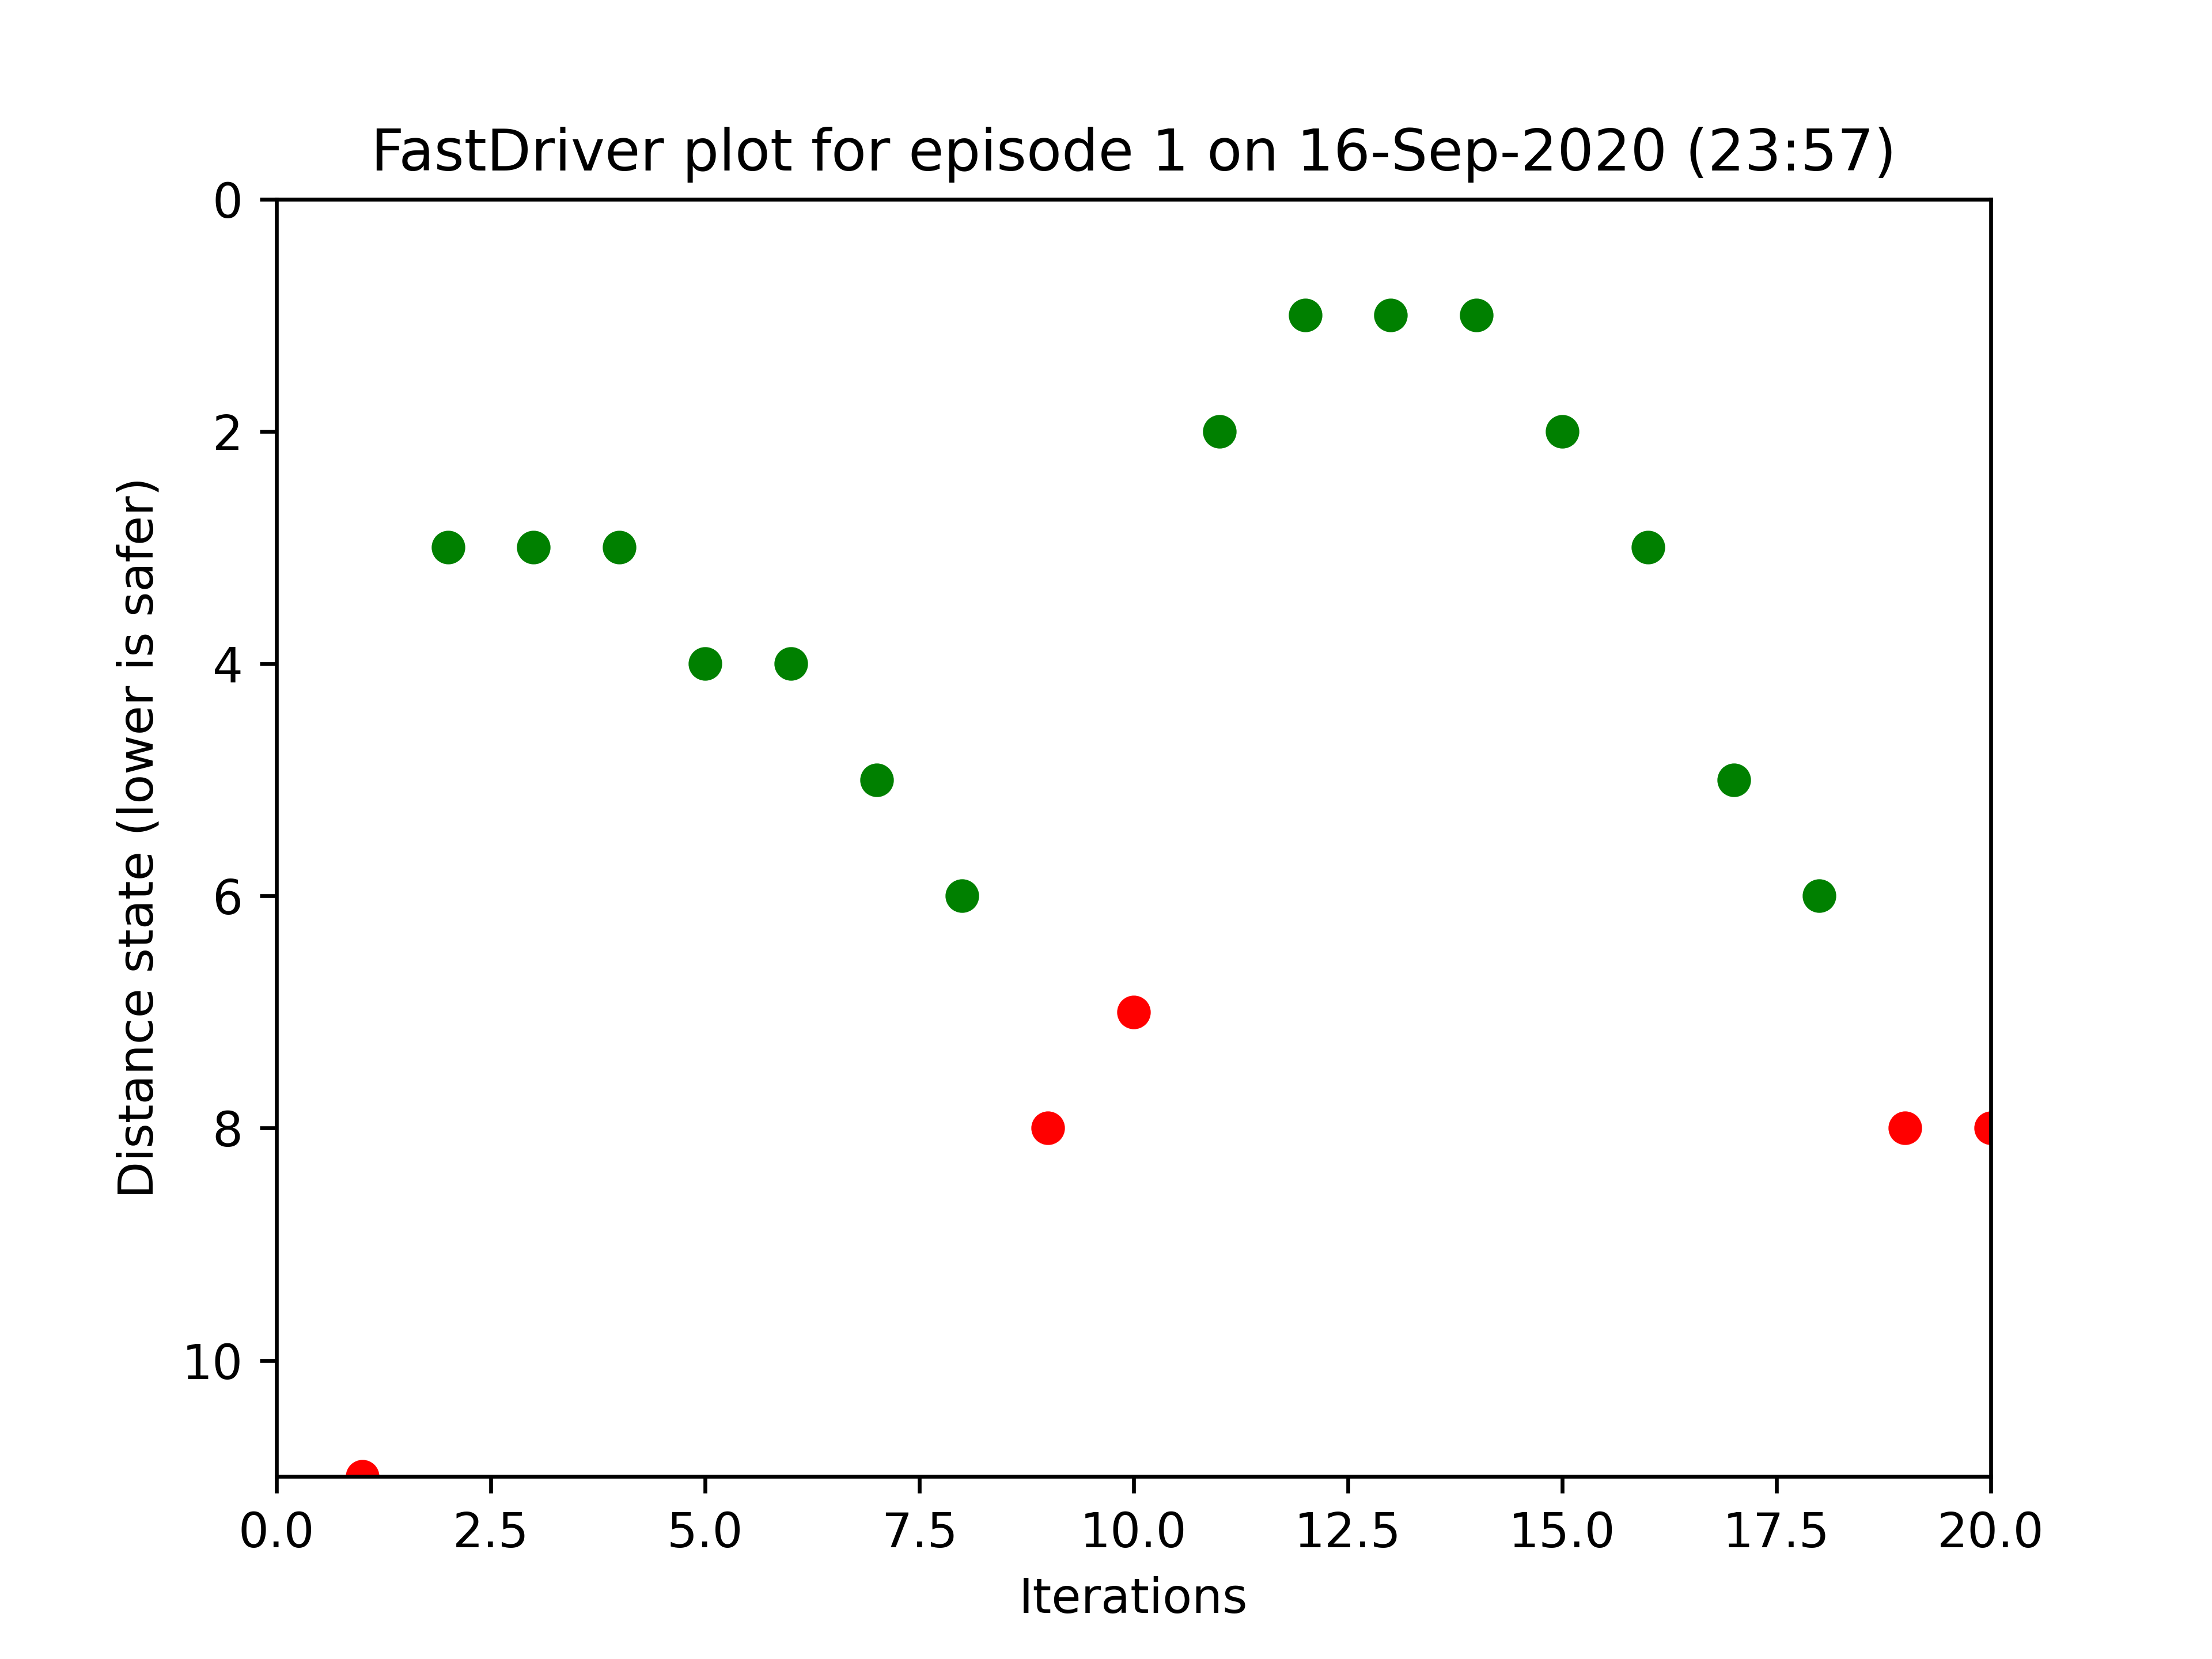 FastDriver plot for episode 1 on 16-Sep-2020 (23:57)
0
2
4
6
8
10
Distance state (lower is safer)
0.0 2.5 5.0 7.5 10.0 12.5 15.0 17.5 20.0
Iterations